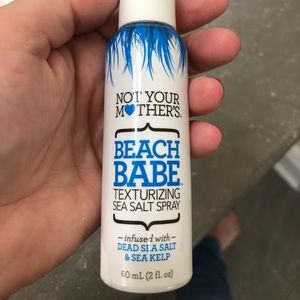 NOT YOUR
MOTHER'S.
BEACH
BABE™
TEXTURIZING
SEA SALT SPRAY
infused with
DEAD SEA SALT
& SEA KELP
60 mL (2 fl. oz)